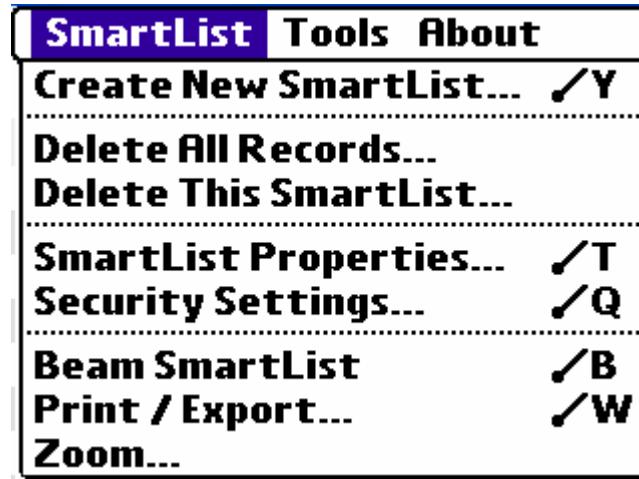 SmartList Tools About
Create New SmartList... Y
Delete All Records...
Delete This SmartList...
SmartList Properties... T
Security Settings... Q
Beam SmartList B
Print / Export... W
Zoom...